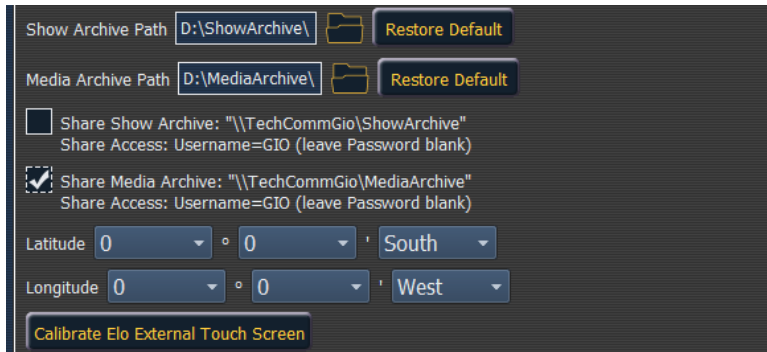 Show Archive Path D:\ShowArchive\ Restore Default
Media Archive Path D:\MediaArchive\ Restore Default
Share Show Archive: "\\TechCommGio\ShowArchive"
Share Access: Username=GIO (leave Password blank)
Share Media Archive: "\\TechCommGio\MediaArchive"
Share Access: Username=GIO (leave Password blank)
Latitude 0 ° 0 ' South
Longitude 0 ° 0 ' West
Calibrate Elo External Touch Screen